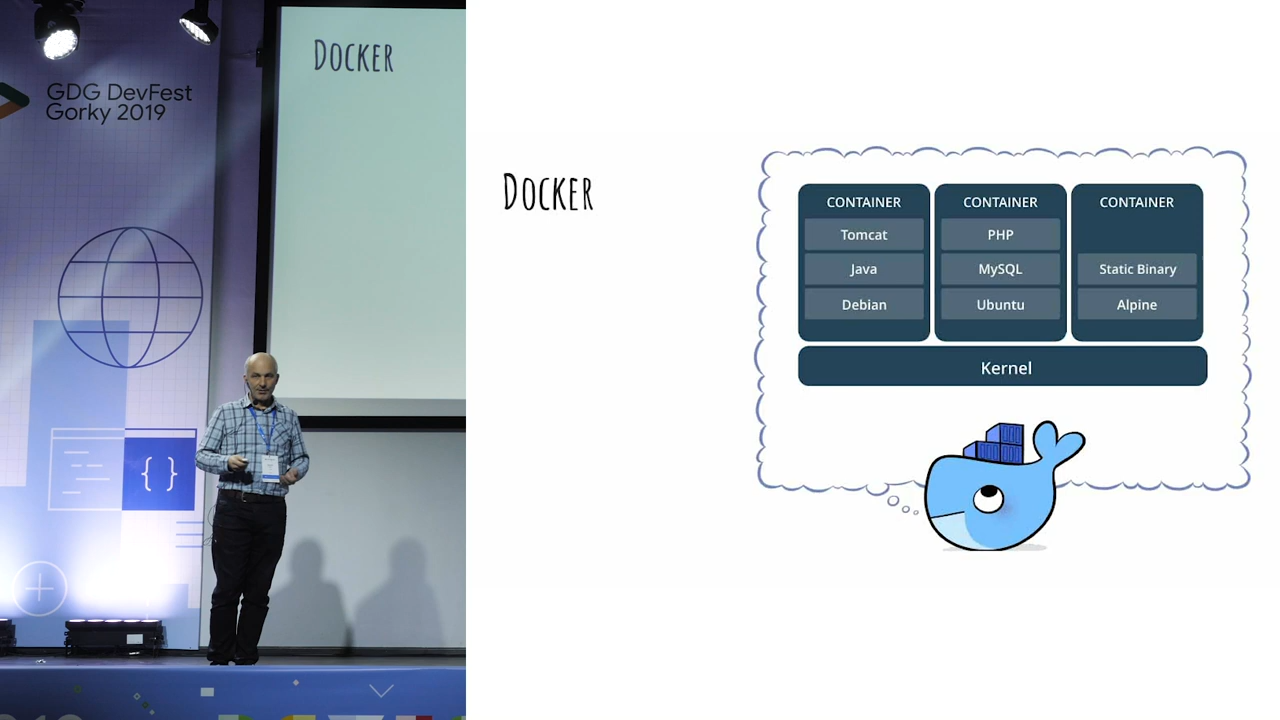 GDG DevFest
Gorky 2019
DOCKER
{ }
DOCKER
CONTAINER
Tomcat
Java
Debian
CONTAINER
PHP
MySQL
Ubuntu
CONTAINER
Static Binary
Alpine
Kernel